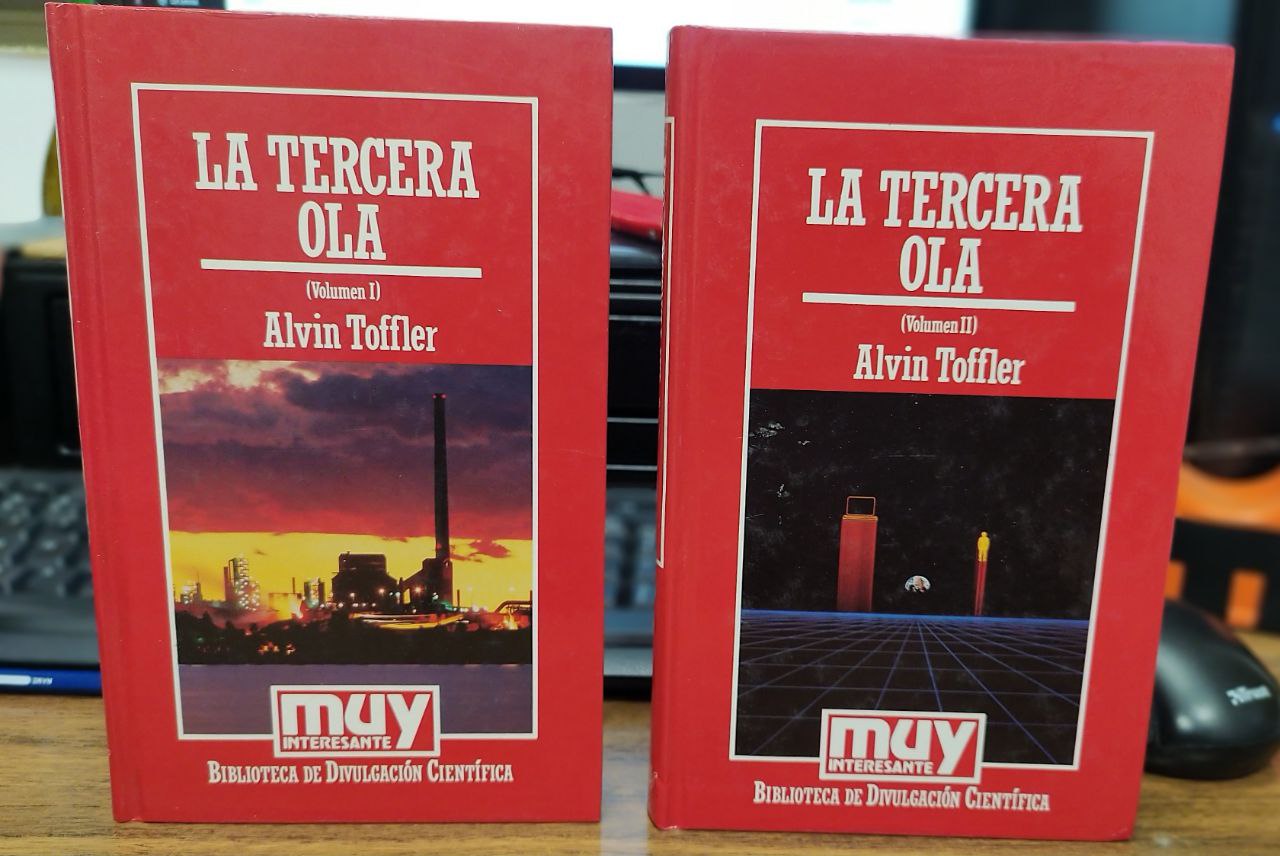 LA TERCERA
OLA
(Volumen I)
Alvin Toffler
muy
INTERESANTE
BIBLIOTECA DE DIVULGACIÓN CIENTÍFICA
LA TERCERA
OLA
(Volumen II)
Alvin Toffler
muy
INTERESANTE
BIBLIOTECA DE DIVULGACIÓN CIENTÍFICA
Trust